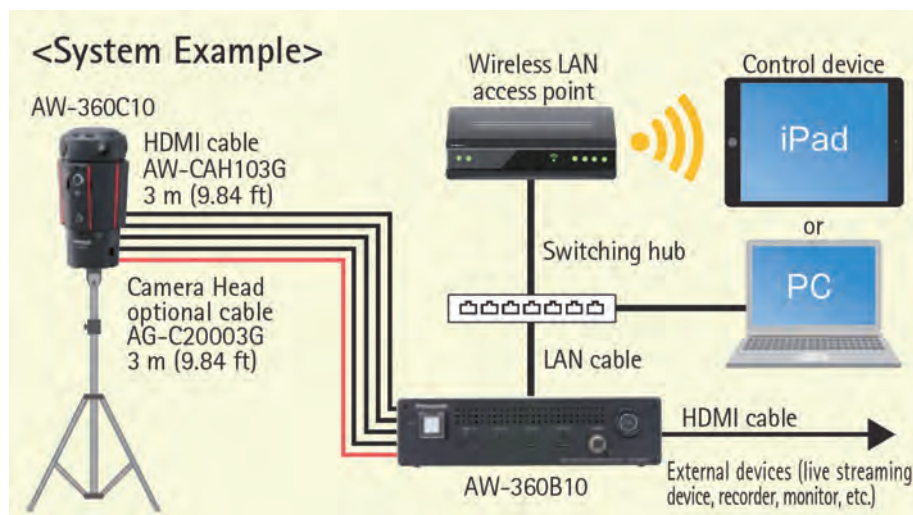 <System Example>
AW-360C10
HDMI cable
AW-CAH103G
3 m (9.84 ft)
Camera Head
optional cable
AG-C20003G
3 m (9.84 ft)
Wireless LAN
access point
Control device
iPad
or
PC
Switching hub
LAN cable
HDMI cable
AW-360B10
External devices (live streaming
device, recorder, monitor, etc.)